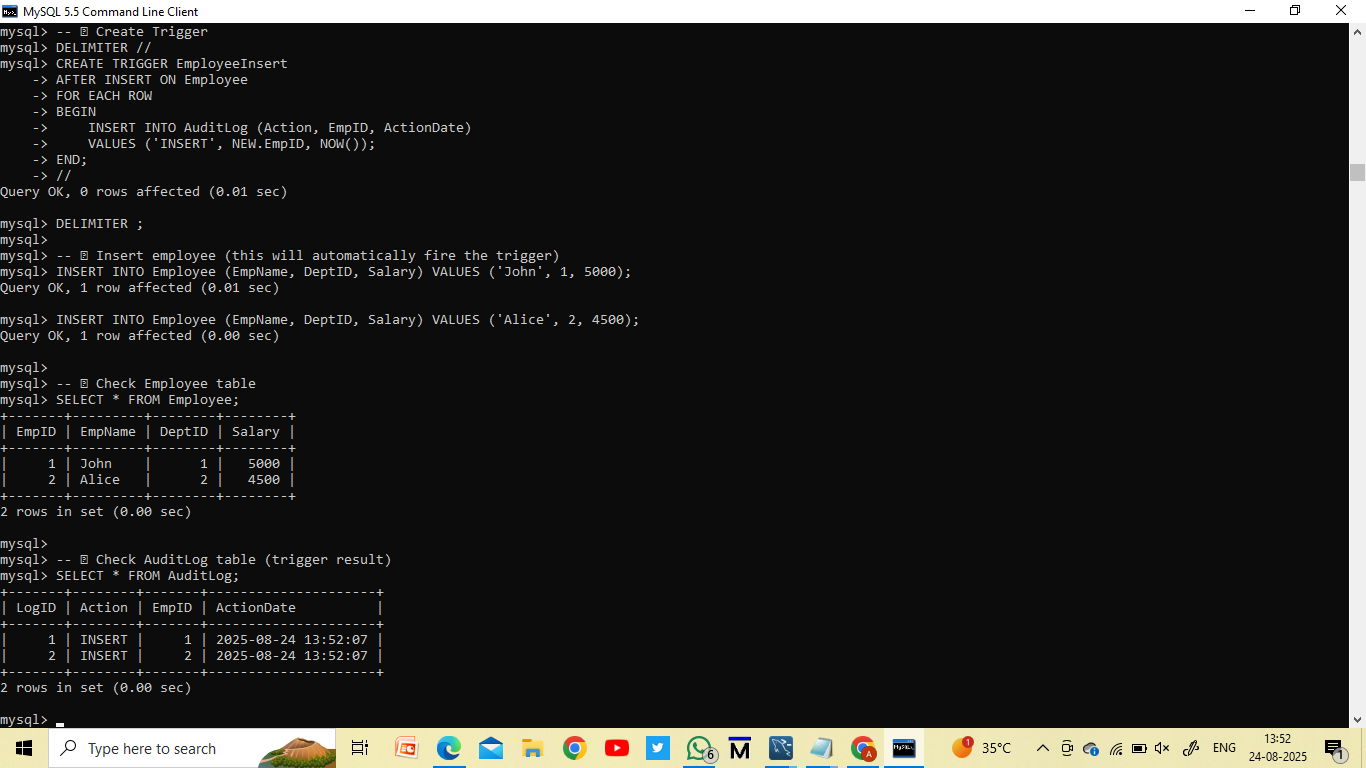 MySQL 5.5 Command Line Client
mysql> -- Create Trigger
mysql> DELIMITER //
mysql> CREATE TRIGGER EmployeeInsert
    -> AFTER INSERT ON Employee
    -> FOR EACH ROW
    -> BEGIN
    ->     INSERT INTO AuditLog (Action, EmpID, ActionDate)
    ->     VALUES ('INSERT', NEW.EmpID, NOW());
    -> END;
    -> //
Query OK, 0 rows affected (0.01 sec)

mysql> DELIMITER ;
mysql>
mysql> -- Insert employee (this will automatically fire the trigger)
mysql> INSERT INTO Employee (EmpName, DeptID, Salary) VALUES ('John', 1, 5000);
Query OK, 1 row affected (0.01 sec)

mysql> INSERT INTO Employee (EmpName, DeptID, Salary) VALUES ('Alice', 2, 4500);
Query OK, 1 row affected (0.00 sec)

mysql>
mysql> -- Check Employee table
mysql> SELECT * FROM Employee;
+-------+---------+--------+--------+
| EmpID | EmpName | DeptID | Salary |
+-------+---------+--------+--------+
|     1 | John    |      1 |   5000 |
|     2 | Alice   |      2 |   4500 |
+-------+---------+--------+--------+
2 rows in set (0.00 sec)

mysql>
mysql> -- Check AuditLog table (trigger result)
mysql> SELECT * FROM AuditLog;
+-------+--------+-------+---------------------+
| LogID | Action | EmpID | ActionDate          |
+-------+--------+-------+---------------------+
|     1 | INSERT |     1 | 2025-08-24 13:52:07 |
|     2 | INSERT |     2 | 2025-08-24 13:52:07 |
+-------+--------+-------+---------------------+
2 rows in set (0.00 sec)

mysql>
Type here to search
6
M
A
MySQL
1
35°C
ENG
13:52
24-08-2025
1